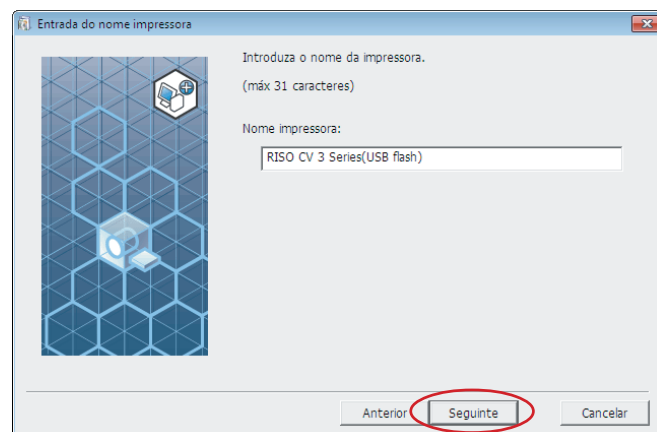 Entrada do nome impressora
Introduza o nome da impressora.
(máx 31 caracteres)
Nome impressora:
RISO CV 3 Series(USB flash)
Anterior Seguinte Cancelar